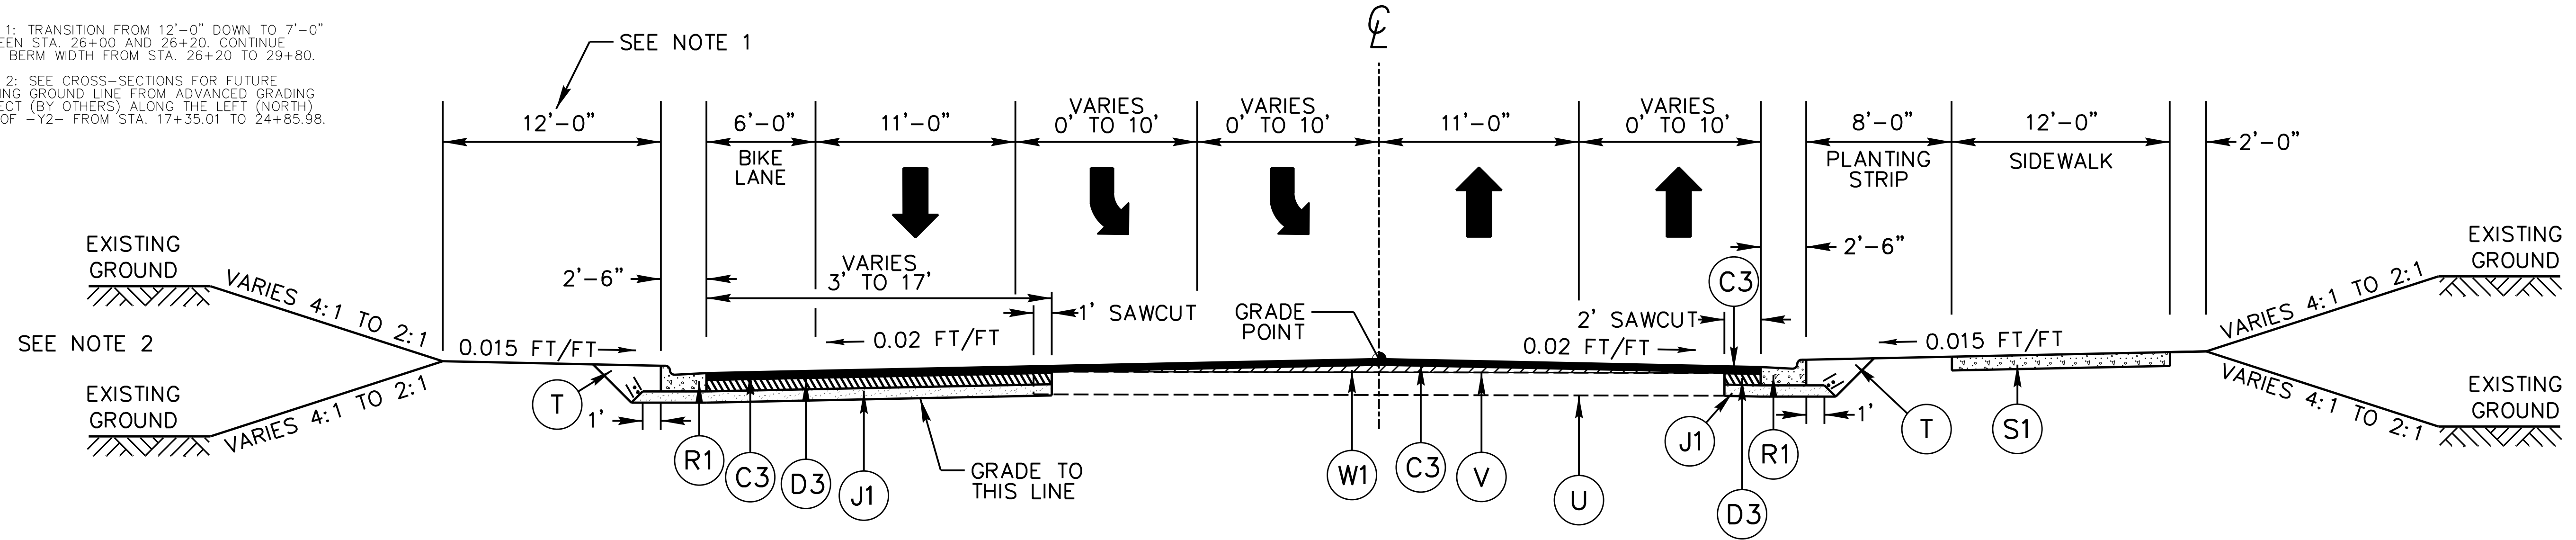 1: TRANSITION FROM 12'-0" DOWN TO 7'-0"
EEN STA. 26+00 AND 26+20. CONTINUE
BERM WIDTH FROM STA. 26+20 TO 29+80.
2: SEE CROSS-SECTIONS FOR FUTURE
ING GROUND LINE FROM ADVANCED GRADING
ECT (BY OTHERS) ALONG THE LEFT (NORTH)
OF -Y2- FROM STA. 17+35.01 TO 24+85.98.
SEE NOTE 1
℄
12'-0"
6'-0"
BIKE
LANE
11'-0"
VARIES
0' TO 10'
VARIES
0' TO 10'
11'-0"
VARIES
0' TO 10'
8'-0"
PLANTING
STRIP
12'-0"
SIDEWALK
2'-0"
EXISTING
GROUND
VARIES 4:1 TO 2:1
SEE NOTE 2
EXISTING
GROUND
VARIES 4:1 TO 2:1
0.015 FT/FT
2'-6"
VARIES
3' TO 17'
1' SAWCUT
0.02 FT/FT
GRADE
POINT
2' SAWCUT
0.02 FT/FT
C3
2'-6"
0.015 FT/FT
VARIES 4:1 TO 2:1
EXISTING
GROUND
VARIES 4:1 TO 2:1
EXISTING
GROUND
T
1'
R1
C3
D3
J1
GRADE TO
THIS LINE
W1
C3
V
U
J1
D3
R1
1'
T
S1